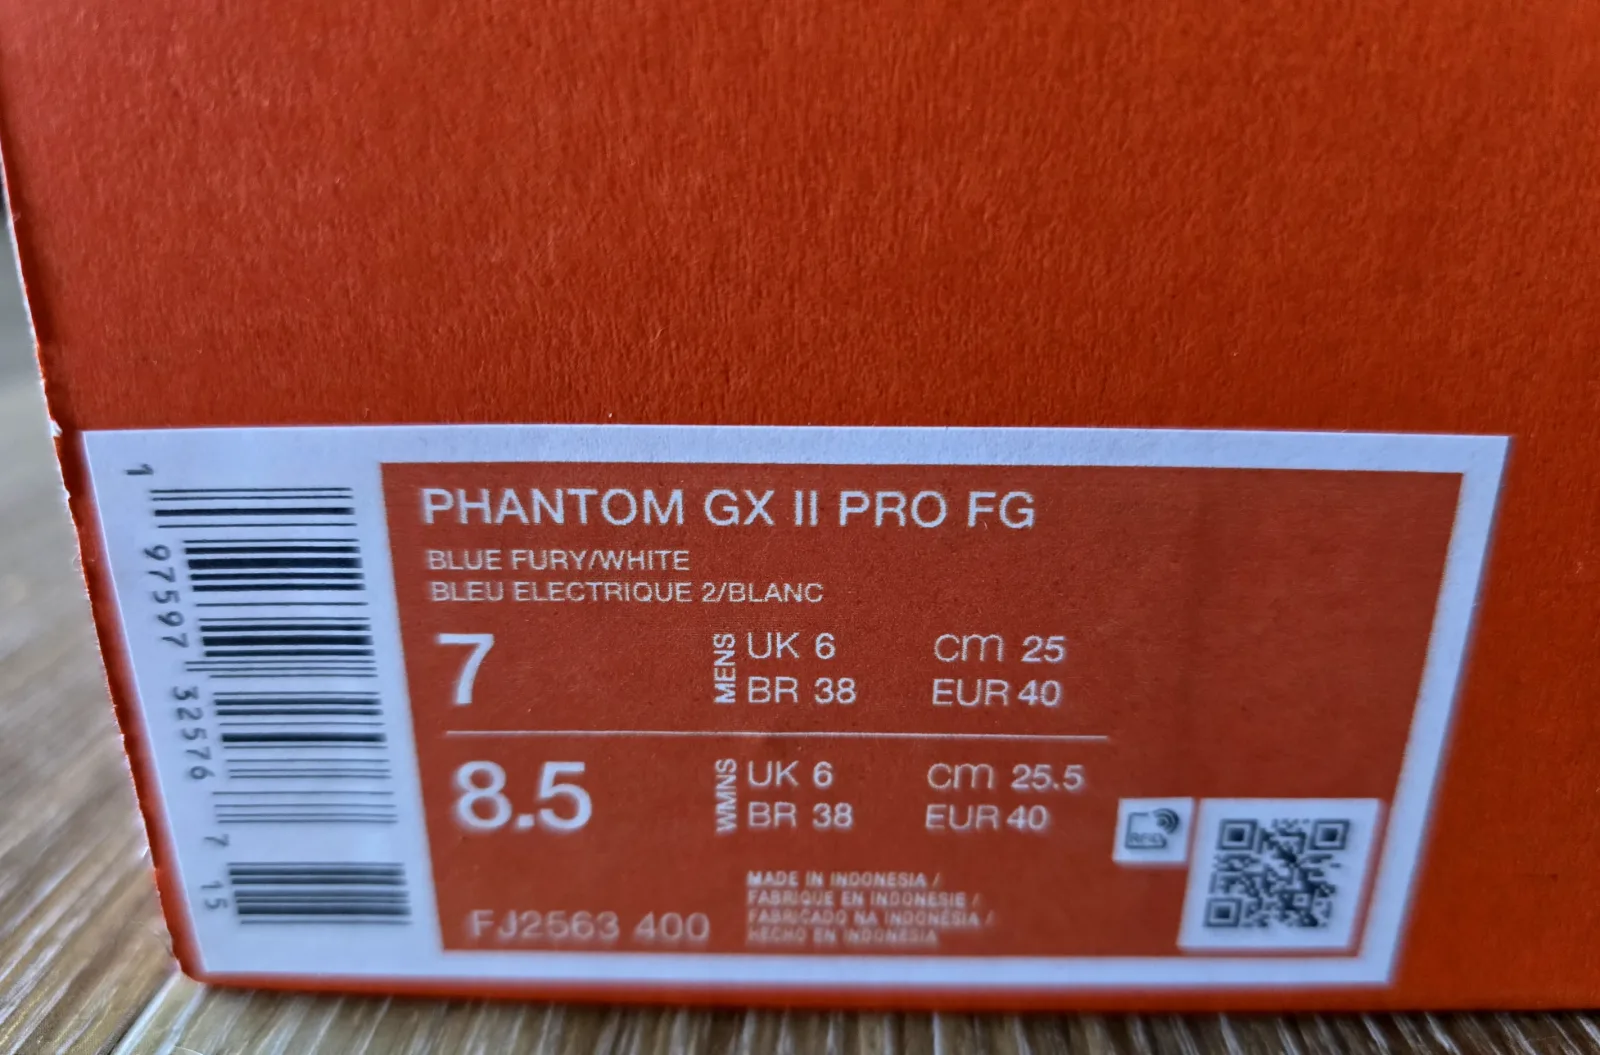 1 97597 32576 7 15
PHANTOM GX II PRO FG
BLUE FURY/WHITE
BLEU ELECTRIQUE 2/BLANC
7
MENS
UK 6 cm 25
BR 38 EUR 40
8.5
WMNS
UK 6 cm 25.5
BR 38 EUR 40
FJ2563 400
MADE IN INDONESIA /
FABRIQUE EN INDONESIE /
FABRICADO NA INDONÉSIA /
HECHO EN INDONESIA
RFID